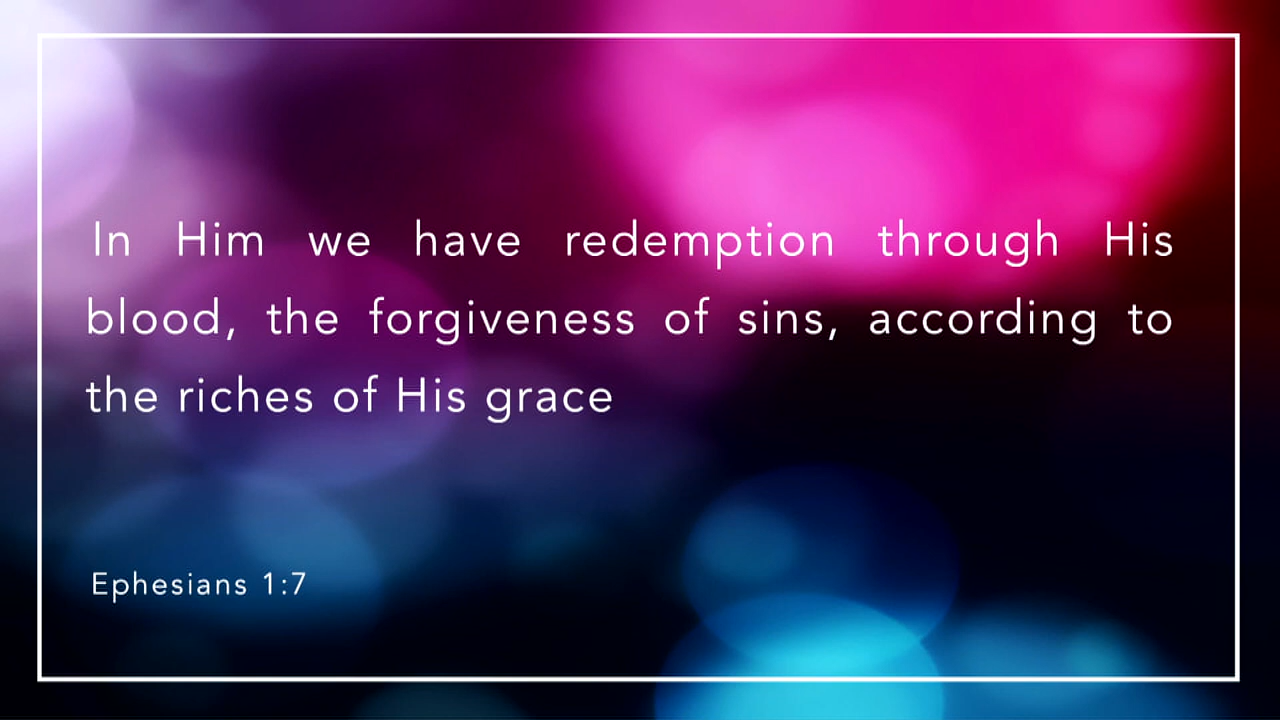 In Him we have redemption through His
blood, the forgiveness of sins, according to
the riches of His grace
Ephesians 1:7